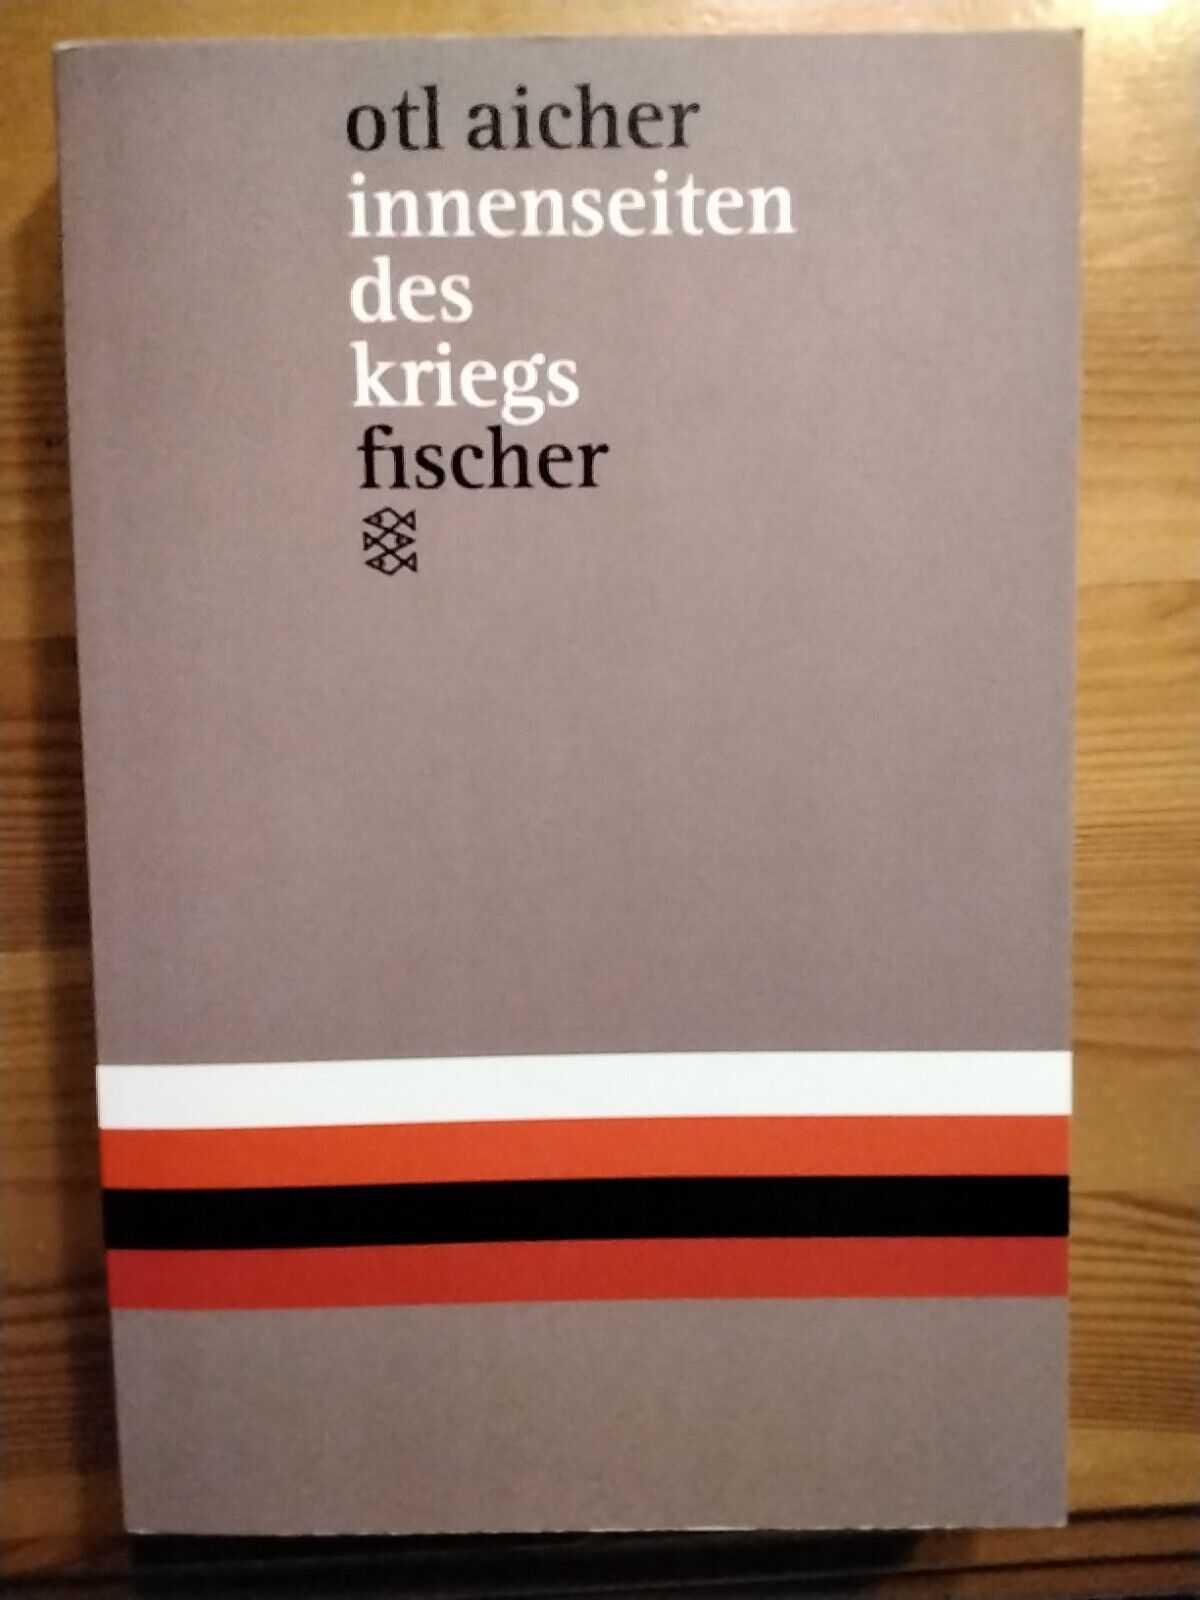 otl aicher
innenseiten
des
kriegs
fischer